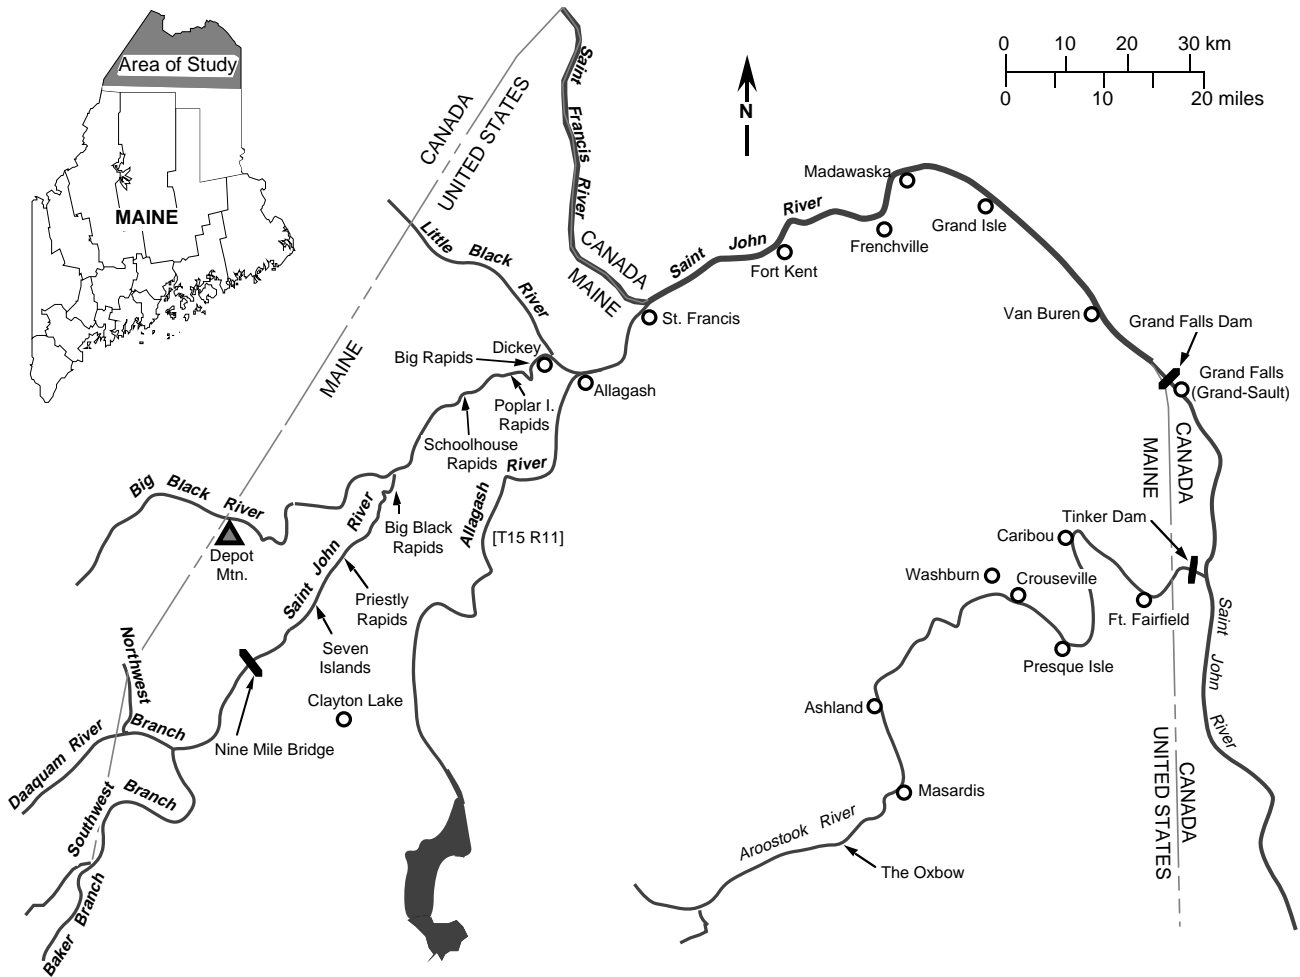 Area of Study
MAINE
CANADA
UNITED STATES
Saint Francis River
N
0 10 20 30 km
0 10 20 miles
Madawaska
Grand Isle
Frenchville
Fort Kent
Saint John River
CANADA
MAINE
St. Francis
Little Black River
Van Buren
Grand Falls Dam
Grand Falls
(Grand-Sault)
Dickey
Big Rapids
Allagash
Poplar I.
Rapids
Schoolhouse
Rapids
MAINE
Allagash River
[T15 R11]
Big Black River
Depot
Mtn.
Big Black
Rapids
Saint John River
Priestly
Rapids
Seven
Islands
Clayton Lake
Nine Mile Bridge
Northwest Branch
Daaquam River
Southwest Branch
Baker Branch
CANADA
MAINE
Tinker Dam
Caribou
Washburn
Crouseville
Ft. Fairfield
Presque Isle
Ashland
Masardis
Aroostook River
The Oxbow
Saint John River
CANADA
UNITED STATES